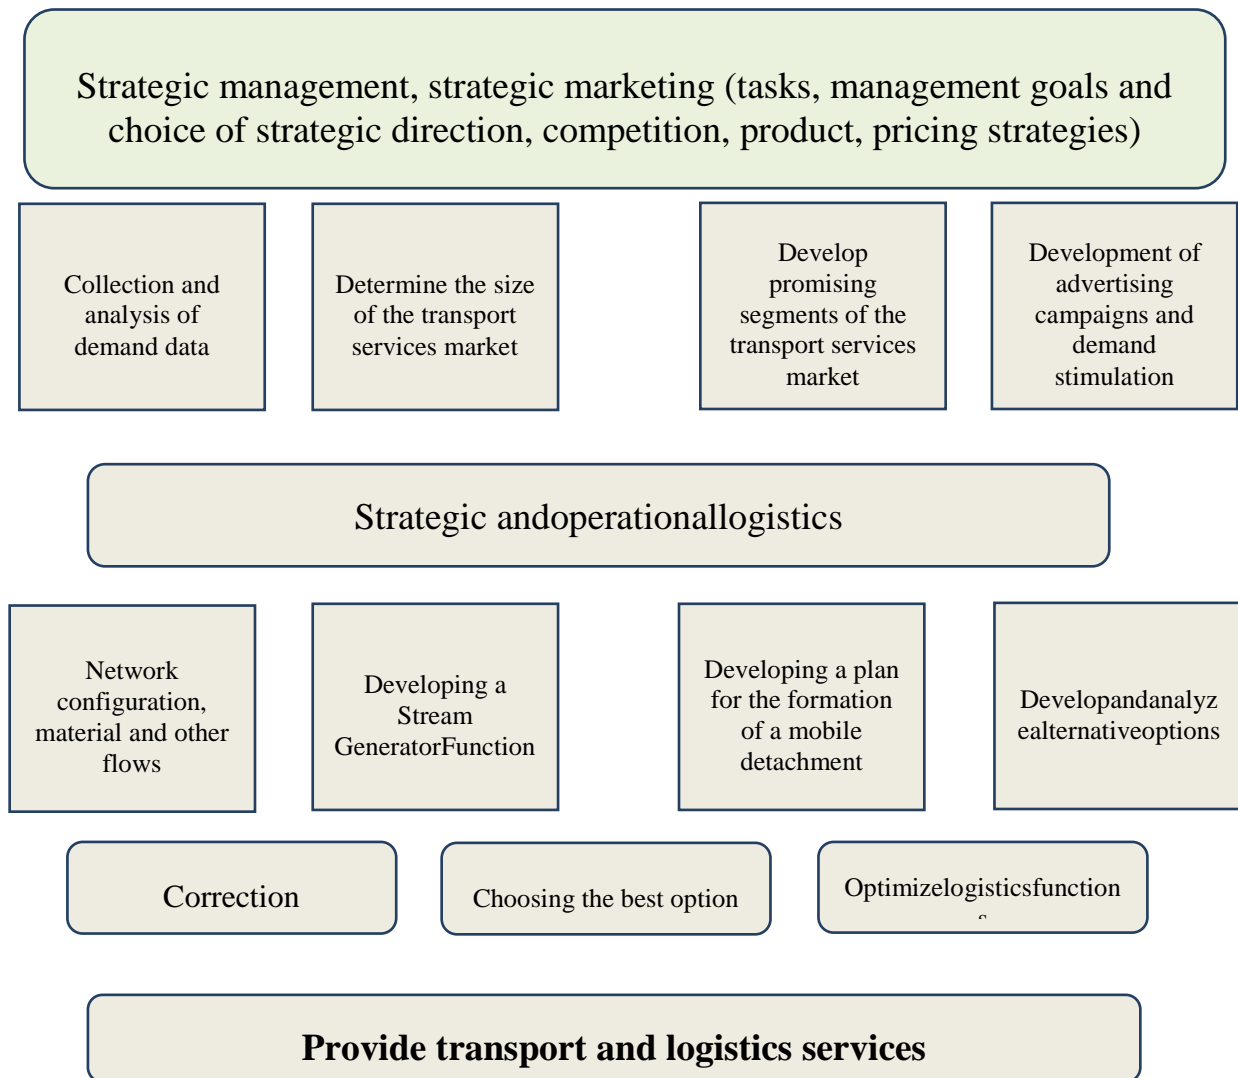 Strategic management, strategic marketing (tasks, management goals and
choice of strategic direction, competition, product, pricing strategies)
Collection and
analysis of
demand data
Determine the size
of the transport
services market
Develop
promising
segments of the
transport services
market
Development of
advertising
campaigns and
demand
stimulation
Strategic andoperationallogistics
Network
configuration,
material and other
flows
Developing a
Stream
GeneratorFunction
Developing a plan
for the formation
of a mobile
detachment
Developandanalyz
ealternativeoptions
Correction
Choosing the best option
Optimizelogisticsfunction
s
Provide transport and logistics services